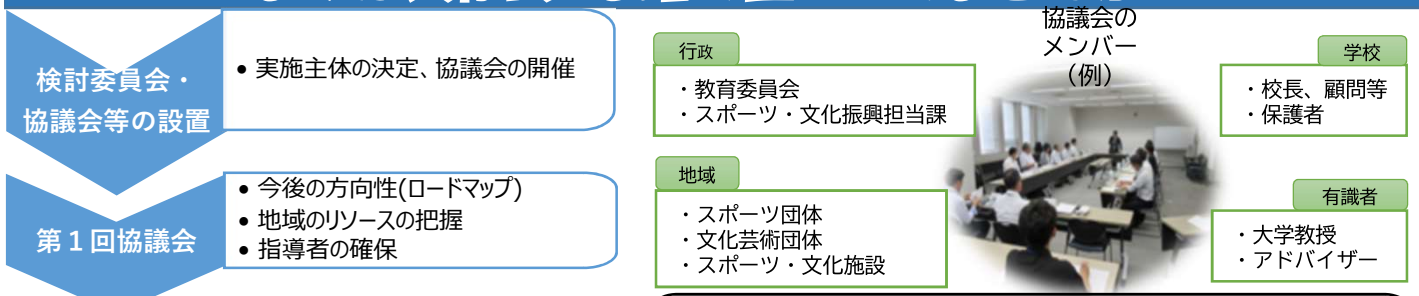 検討委員会・
協議会等の設置
• 実施主体の決定、協議会の開催
第１回協議会
• 今後の方向性(ロードマップ)
• 地域のリソースの把握
• 指導者の確保
協議会の
メンバー
（例）
行政
・教育委員会
・スポーツ・文化振興担当課
学校
・校長、顧問等
・保護者
地域
・スポーツ団体
・文化芸術団体
・スポーツ・文化施設
有識者
・大学教授
・アドバイザー